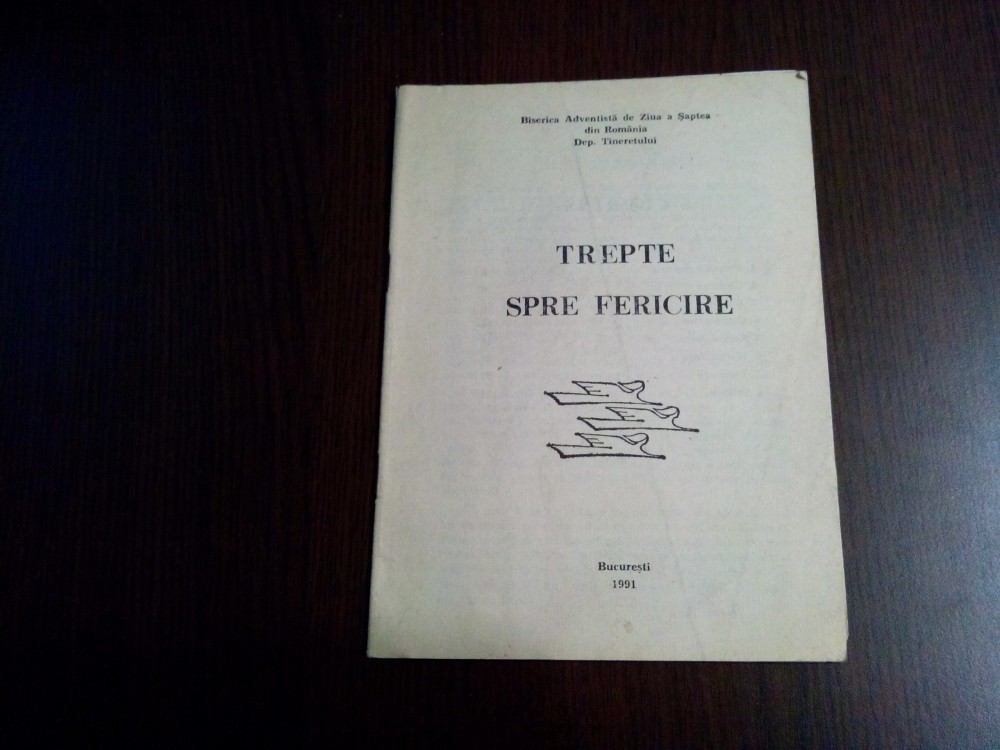 Biserica Adventistă de Ziua a Şaptea
din România
Dep. Tineretului
TREPTE
SPRE FERICIRE
Bucureşti
1991